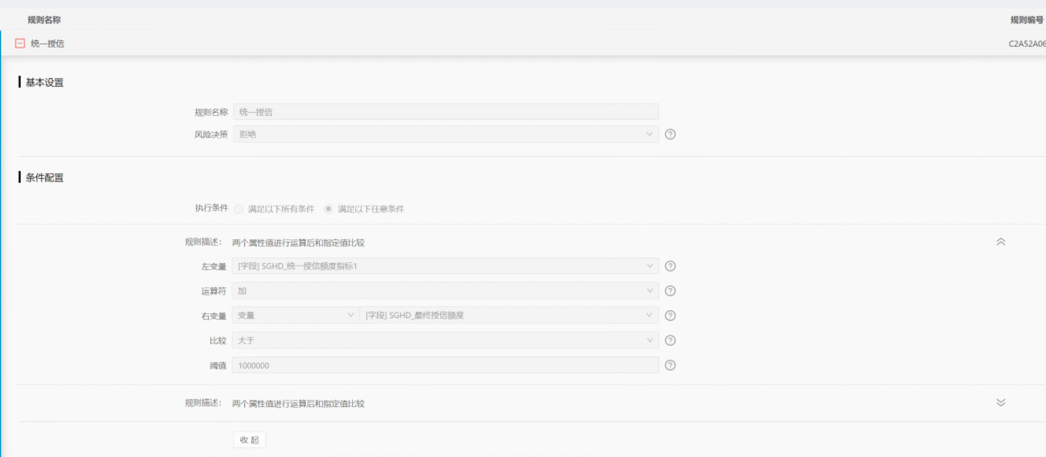 规则名称 规则编号
统一授信 C2A52A06
基本设置
规则名称 统一授信
风险决策 拒绝
条件配置
执行条件 满足以下所有条件 满足以下任意条件
规则描述： 两个属性值进行运算后和指定值比较
左变量 [字段] SGHD_统一授信额度指标1
运算符 加
右变量 变量 [字段] SGHD_最终授信额度
比较 大于
阈值 1000000
规则描述： 两个属性值进行运算后和指定值比较
收 起